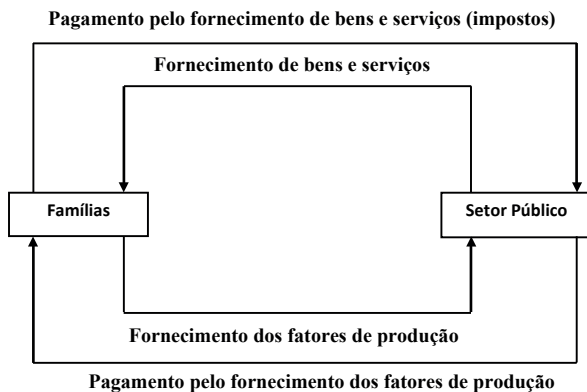 Pagamento pelo fornecimento de bens e serviços (impostos)
Fornecimento de bens e serviços
Famílias
Setor Público
Fornecimento dos fatores de produção
Pagamento pelo fornecimento dos fatores de produção